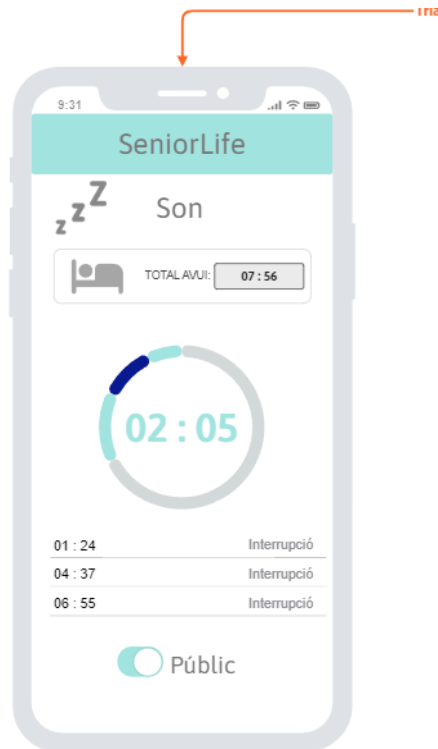 9:31
SeniorLife
z z Z
Son
TOTAL AVUI: 07 : 56
02 : 05
01 : 24 Interrupció
04 : 37 Interrupció
06 : 55 Interrupció
Públic